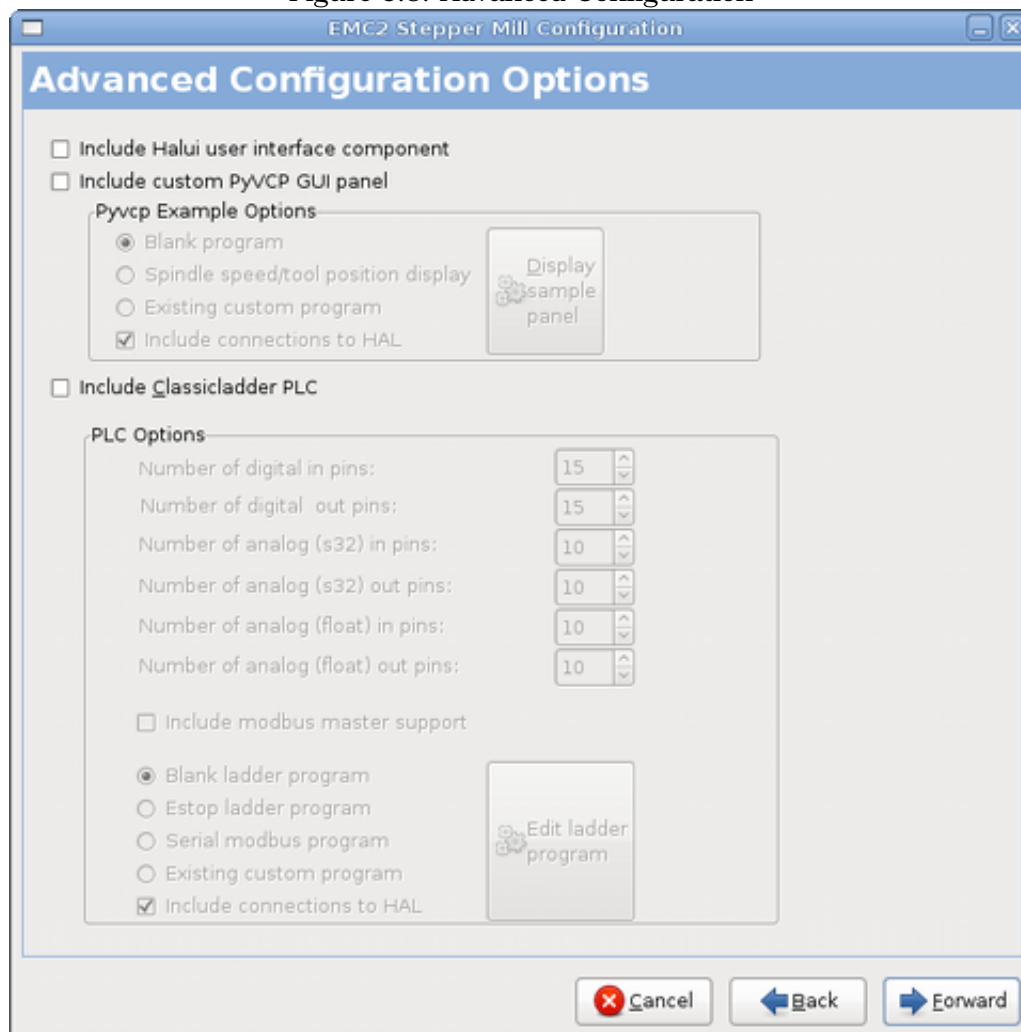 Figure 3.8: Advanced Configuration
EMC2 Stepper Mill Configuration
Advanced Configuration Options
Include Halui user interface component
Include custom PyVCP GUI panel
Pyvcp Example Options
Blank program
Spindle speed/tool position display
Existing custom program
Include connections to HAL
Display
sample
panel
Include Classicladder PLC
PLC Options
Number of digital in pins: 15
Number of digital out pins: 15
Number of analog (s32) in pins: 10
Number of analog (s32) out pins: 10
Number of analog (float) in pins: 10
Number of analog (float) out pins: 10
Include modbus master support
Blank ladder program
Estop ladder program
Serial modbus program
Existing custom program
Include connections to HAL
Edit ladder
program
Cancel Back Forward